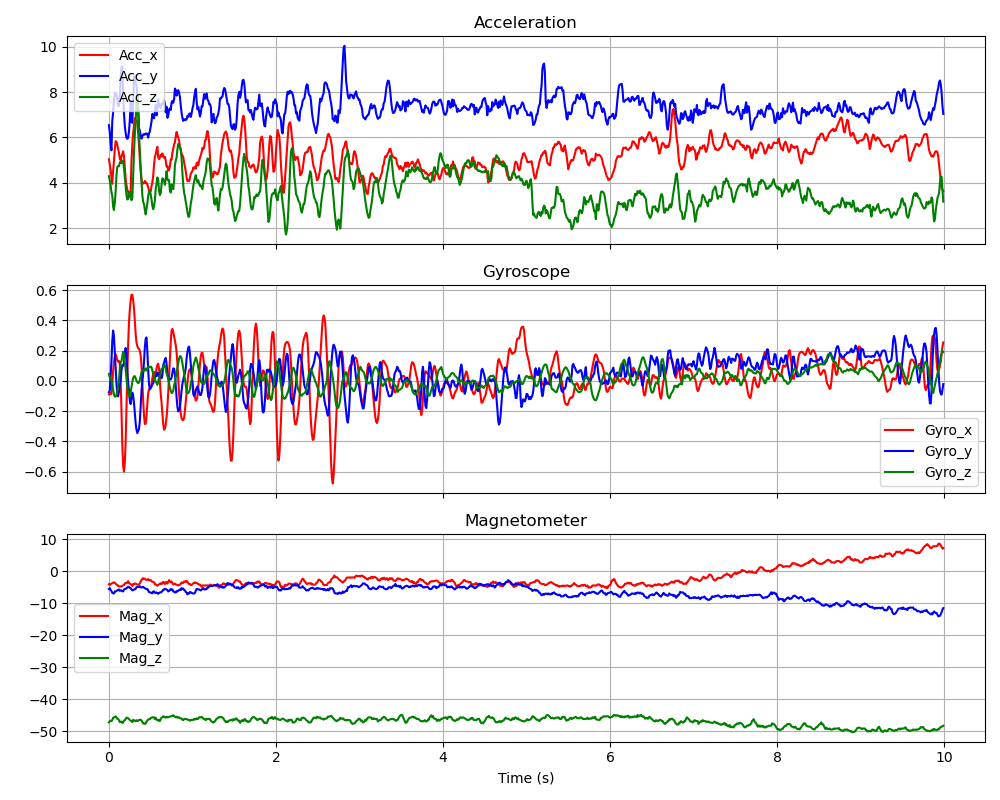 Acceleration
10
8
6
4
2
Acc_x
Acc_y
Acc_z
Gyroscope
0.6
0.4
0.2
0.0
−0.2
−0.4
−0.6
Gyro_x
Gyro_y
Gyro_z
Magnetometer
10
0
−10
−20
−30
−40
−50
Mag_x
Mag_y
Mag_z
0 2 4 6 8 10
Time (s)